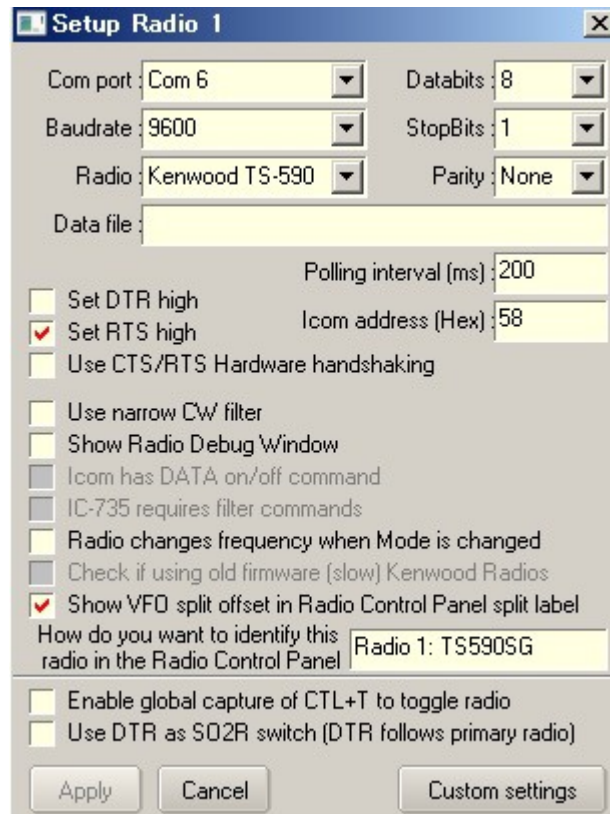 Setup Radio 1
Com port : Com 6 Databits : 8
Baudrate : 9600 StopBits : 1
Radio : Kenwood TS-590 Parity : None
Data file :
Polling interval (ms) : 200
Set DTR high
Icom address (Hex) : 58
Set RTS high
Use CTS/RTS Hardware handshaking
Use narrow CW filter
Show Radio Debug Window
Icom has DATA on/off command
IC-735 requires filter commands
Radio changes frequency when Mode is changed
Check if using old firmware (slow) Kenwood Radios
Show VFO split offset in Radio Control Panel split label
How do you want to identify this
radio in the Radio Control Panel
Radio 1: TS590SG
Enable global capture of CTL+T to toggle radio
Use DTR as SO2R switch (DTR follows primary radio)
Apply Cancel Custom settings